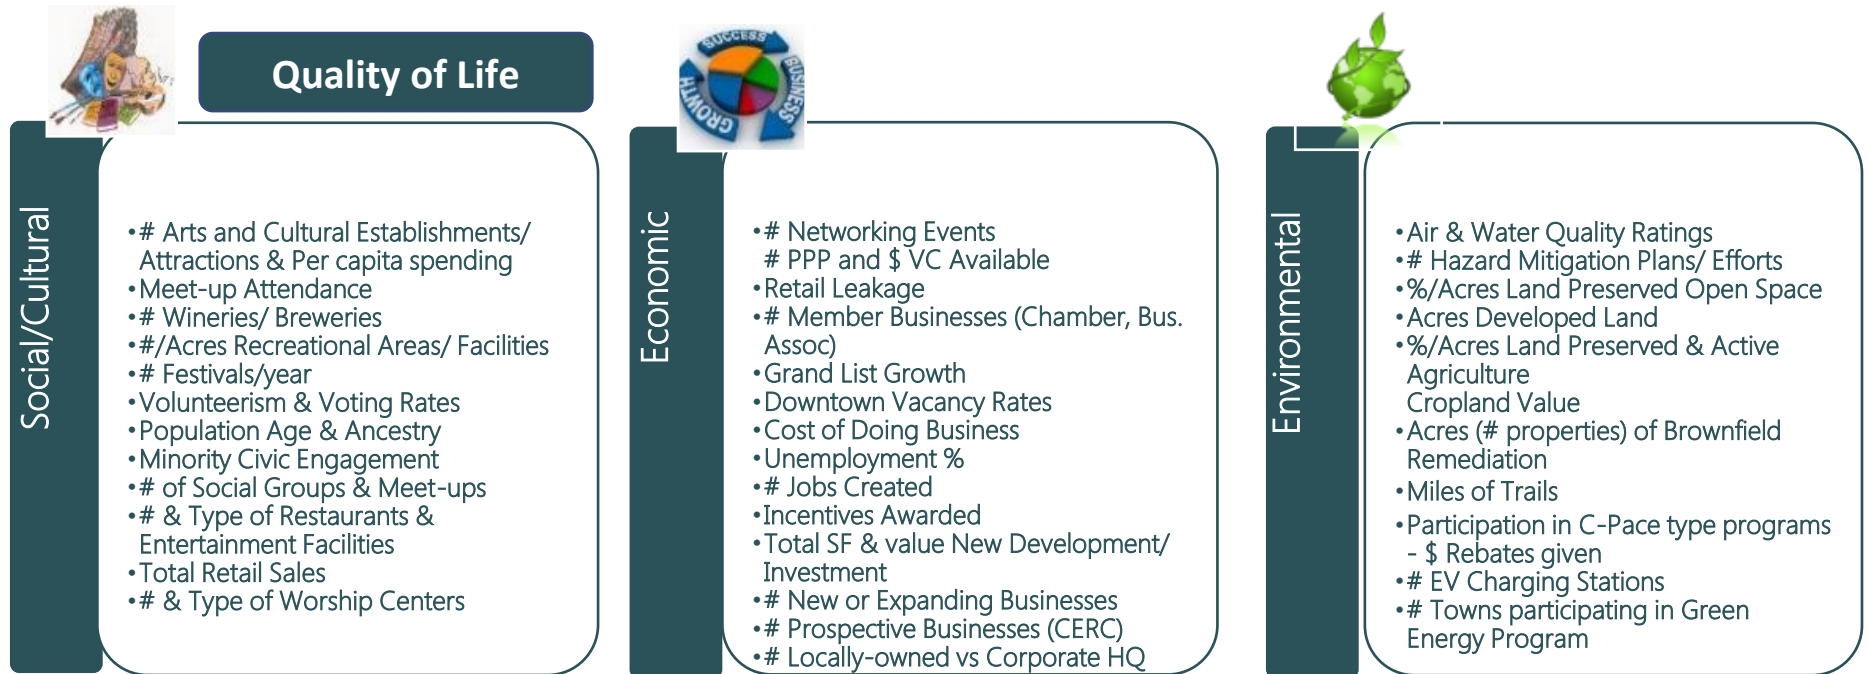 Quality of Life
Social/Cultural
•# Arts and Cultural Establishments/
Attractions & Per capita spending
•Meet-up Attendance
•# Wineries/ Breweries
•#/Acres Recreational Areas/ Facilities
•# Festivals/year
•Volunteerism & Voting Rates
•Population Age & Ancestry
•Minority Civic Engagement
•# of Social Groups & Meet-ups
•# & Type of Restaurants &
Entertainment Facilities
•Total Retail Sales
•# & Type of Worship Centers
SUCCESS
BUSINESS
GROWTH
Economic
•# Networking Events
# PPP and $ VC Available
•Retail Leakage
•# Member Businesses (Chamber, Bus.
Assoc)
•Grand List Growth
•Downtown Vacancy Rates
•Cost of Doing Business
•Unemployment %
•# Jobs Created
•Incentives Awarded
•Total SF & value New Development/
Investment
•# New or Expanding Businesses
•# Prospective Businesses (CERC)
•# Locally-owned vs Corporate HQ
Environmental
•Air & Water Quality Ratings
•# Hazard Mitigation Plans/ Efforts
•%/Acres Land Preserved Open Space
•Acres Developed Land
•%/Acres Land Preserved & Active
Agriculture
Cropland Value
•Acres (# properties) of Brownfield
Remediation
•Miles of Trails
•Participation in C-Pace type programs
- $ Rebates given
•# EV Charging Stations
•# Towns participating in Green
Energy Program